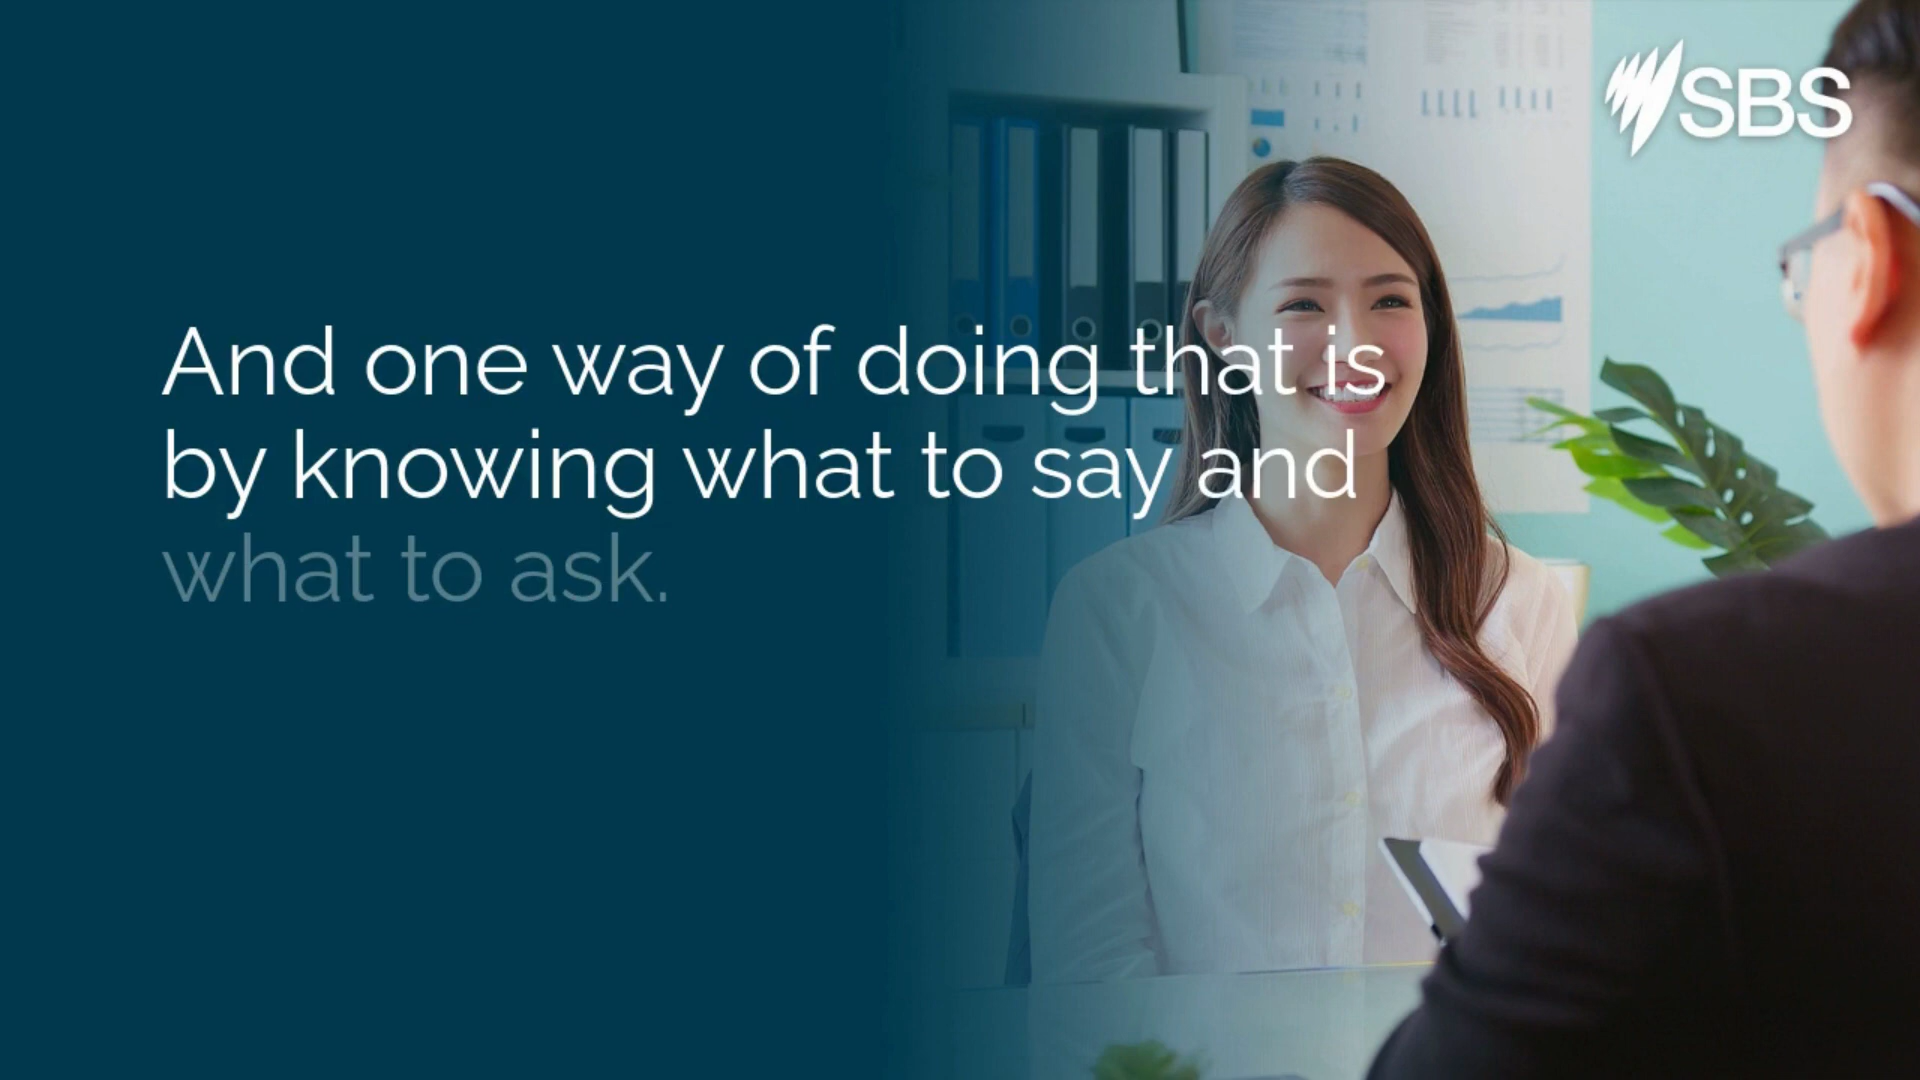 SBS
And one way of doing that is
by knowing what to say and
what to ask.